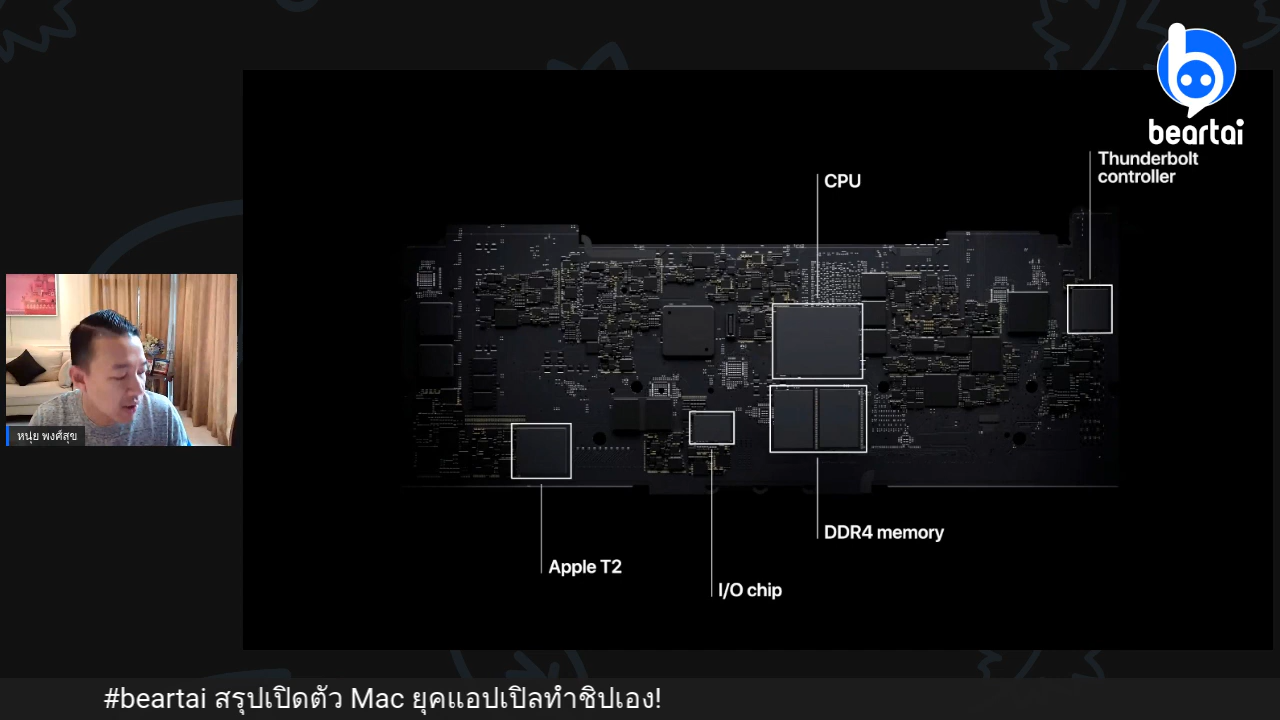 beartai
Thunderbolt
controller
CPU
หนุ่ย พงศ์สุข
DDR4 memory
Apple T2
I/O chip
#beartai สรุปเปิดตัว Mac ยุคแอปเปิลทำชิปเอง!